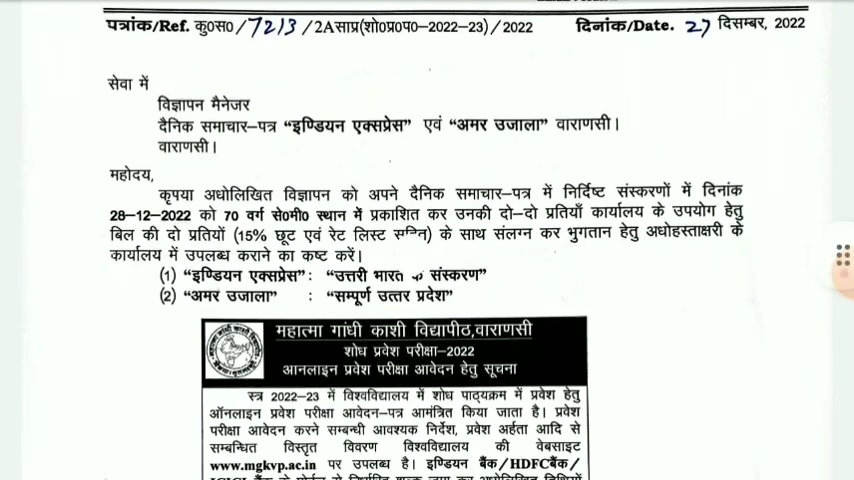 पत्रांक/Ref. कु0स0/7213/2Aसाप्र(शो0प्र0प0–2022–23)/2022 दिनांक/Date. 27 दिसम्बर, 2022
सेवा में
विज्ञापन मैनेजर
दैनिक समाचार–पत्र “इण्डियन एक्सप्रेस” एवं “अमर उजाला” वाराणसी।
वाराणसी।
महोदय,
कृपया अधोलिखित विज्ञापन को अपने दैनिक समाचार–पत्र में निर्दिष्ट संस्करणों में दिनांक
28–12–2022 को 70 वर्ग से0मी0 स्थान में प्रकाशित कर उनकी दो–दो प्रतियाँ कार्यालय के उपयोग हेतु
बिल की दो प्रतियों (15% छूट एवं रेट लिस्ट सहित) के साथ संलग्न कर भुगतान हेतु अधोहस्ताक्षरी के
कार्यालय में उपलब्ध कराने का कष्ट करें।
(1) “इण्डियन एक्सप्रेस” : “उत्तरी भारत के संस्करण”
(2) “अमर उजाला” : “सम्पूर्ण उत्तर प्रदेश”
महात्मा गांधी काशी विद्यापीठ,वाराणसी
शोध प्रवेश परीक्षा–2022
आनलाइन प्रवेश परीक्षा आवेदन हेतु सूचना
स्त्र 2022–23 में विश्वविद्यालय में शोध पाठ्यक्रम में प्रवेश हेतु
ऑनलाइन प्रवेश परीक्षा आवेदन–पत्र आमंत्रित किया जाता है। प्रवेश
परीक्षा आवेदन करने सम्बन्धी आवश्यक निर्देश, प्रवेश अर्हता आदि से
सम्बन्धित विस्तृत विवरण विश्वविद्यालय की वेबसाइट
www.mgkvp.ac.in पर उपलब्ध है। इण्डियन बैंक/HDFCबैंक/